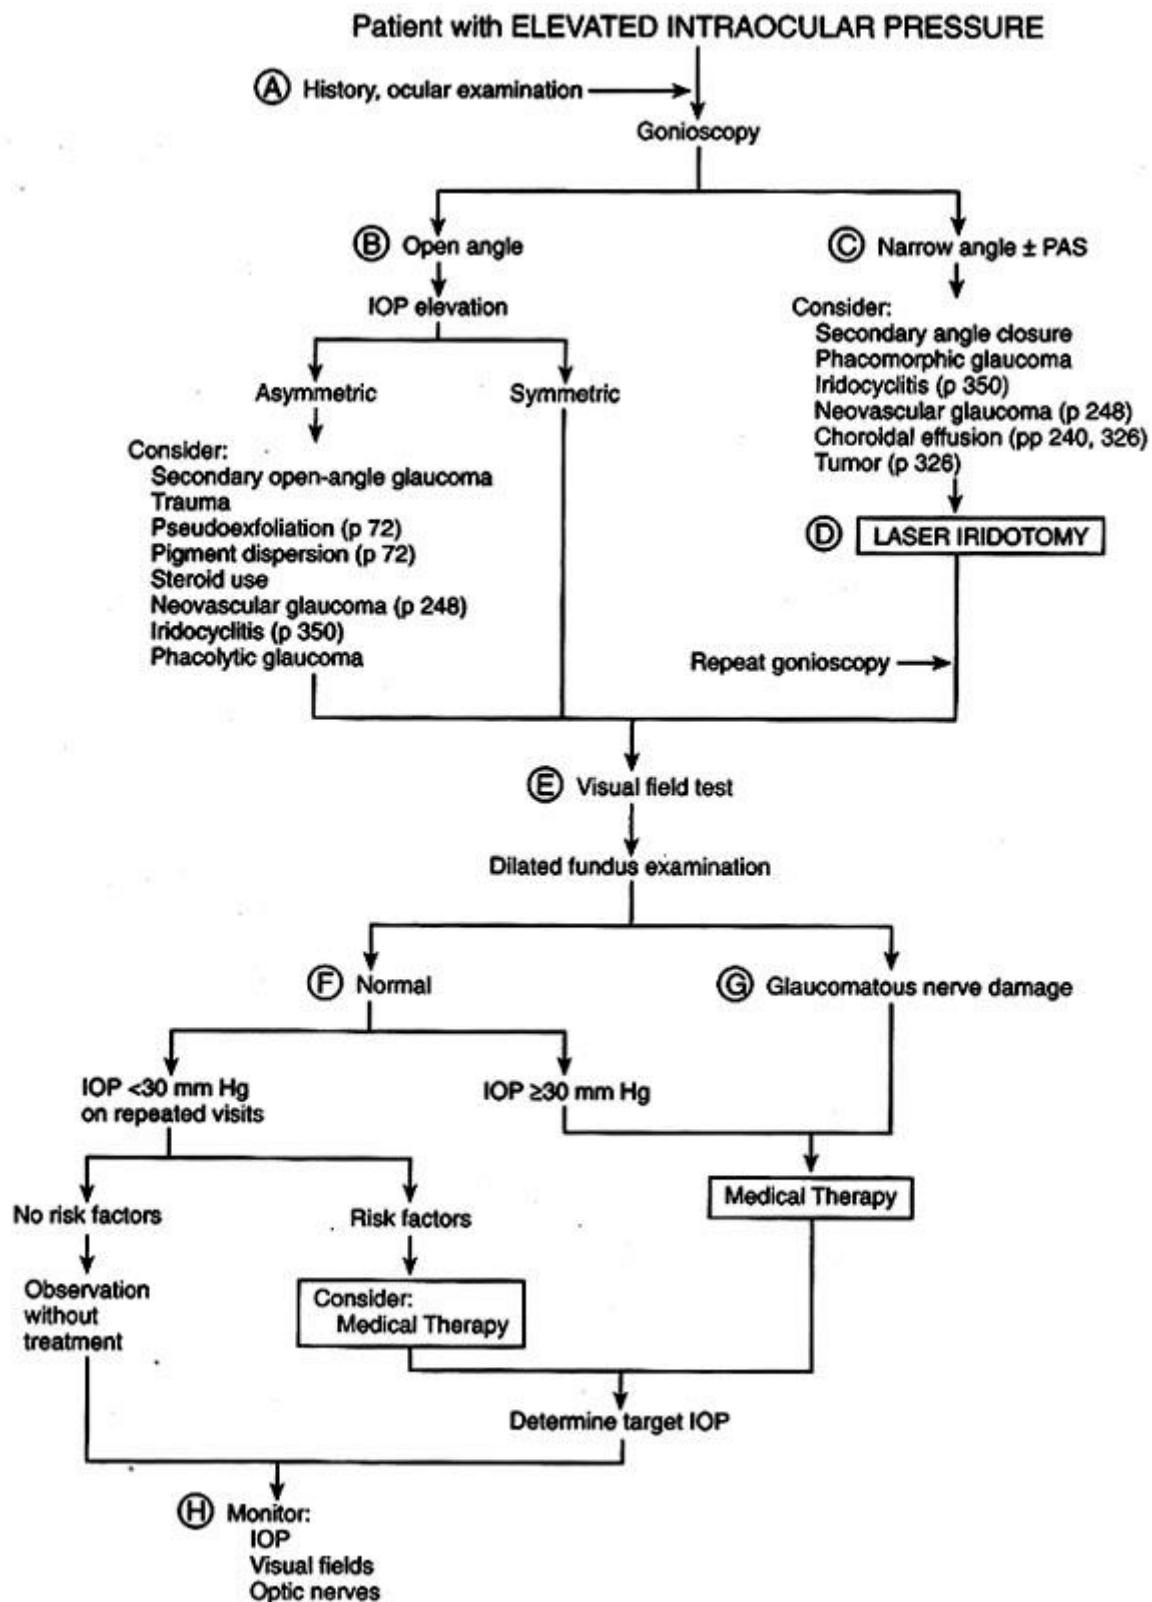 Patient with ELEVATED INTRAOCULAR PRESSURE
A History, ocular examination
Gonioscopy
B Open angle
C Narrow angle ± PAS
IOP elevation
Consider:
Secondary angle closure
Phacomorphic glaucoma
Iridocyclitis (p 350)
Neovascular glaucoma (p 248)
Choroidal effusion (pp 240, 326)
Tumor (p 326)
Asymmetric
Symmetric
Consider:
Secondary open-angle glaucoma
Trauma
Pseudoexfoliation (p 72)
Pigment dispersion (p 72)
Steroid use
Neovascular glaucoma (p 248)
Iridocyclitis (p 350)
Phacolytic glaucoma
D LASER IRIDOTOMY
Repeat gonioscopy
E Visual field test
Dilated fundus examination
F Normal
G Glaucomatous nerve damage
IOP <30 mm Hg
on repeated visits
IOP ≥30 mm Hg
Medical Therapy
No risk factors
Risk factors
Observation
without
treatment
Consider:
Medical Therapy
Determine target IOP
H Monitor:
IOP
Visual fields
Optic nerves